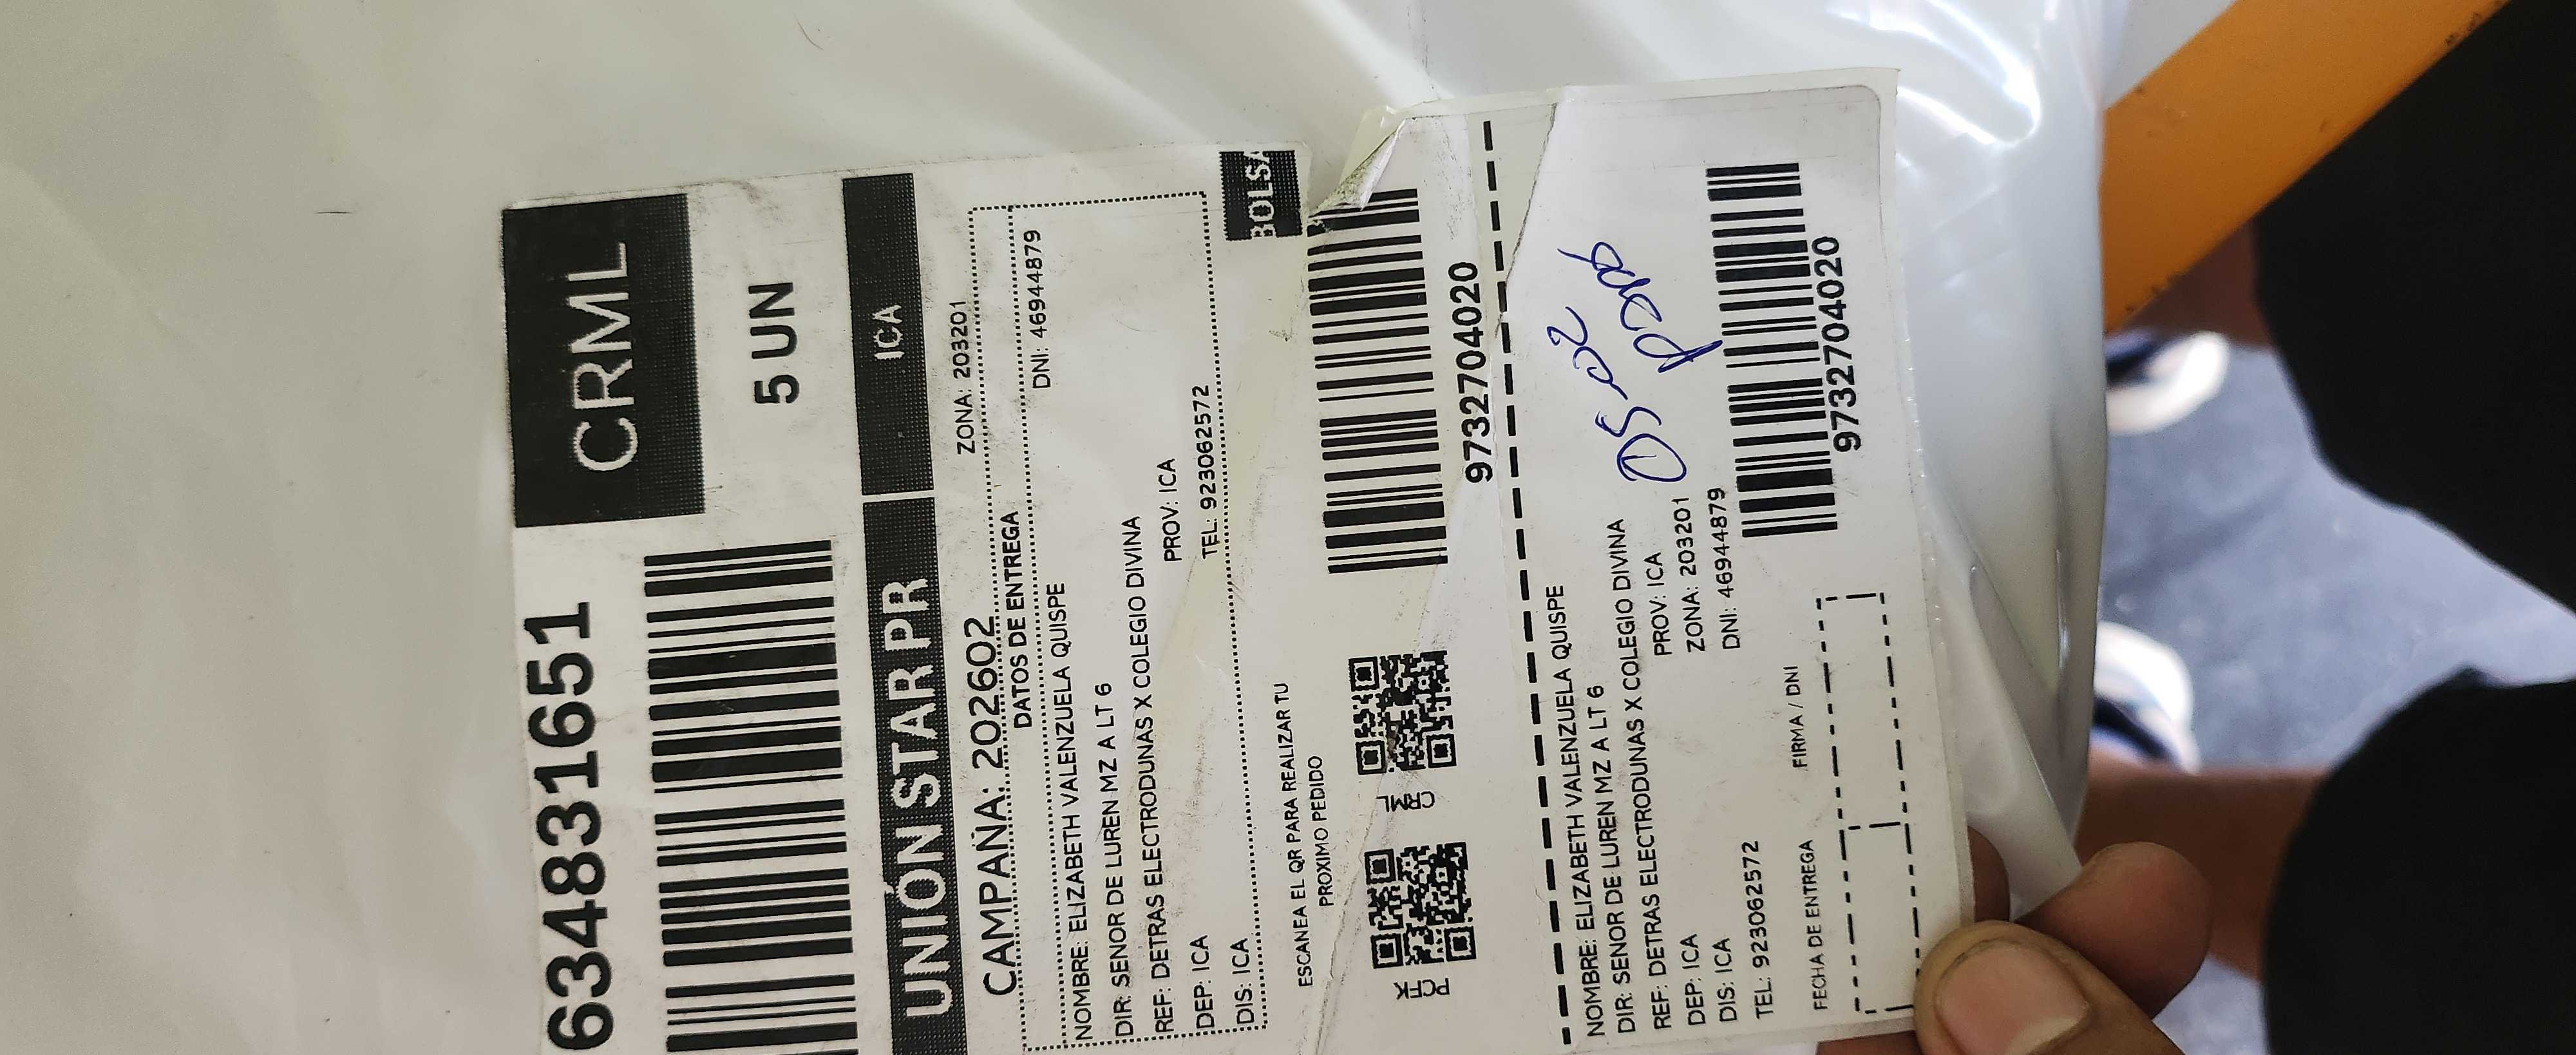 6348831651
CRML
5 UN
UNIÓN STAR PR
ICA
CAMPAÑA: 202602
ZONA: 203201
DATOS DE ENTREGA
DNI: 46944879
NOMBRE: ELIZABETH VALENZUELA QUISPE
DIR: SENOR DE LUREN MZ A LT 6
REF: DETRAS ELECTRODUNAS X COLEGIO DIVINA
DEP: ICA
PROV: ICA
DIS: ICA
TEL: 923062572
BOLSA
ESCANEA EL QR PARA REALIZAR TU
PROXIMO PEDIDO
PCFK
CRML
9732704020
NOMBRE: ELIZABETH VALENZUELA QUISPE
DIR: SENOR DE LUREN MZ A LT 6
REF: DETRAS ELECTRODUNAS X COLEGIO DIVINA
DEP: ICA
PROV: ICA
DIS: ICA
ZONA: 203201
TEL: 923062572
DNI: 46944879
05-02
9732704020
FECHA DE ENTREGA
FIRMA / DNI